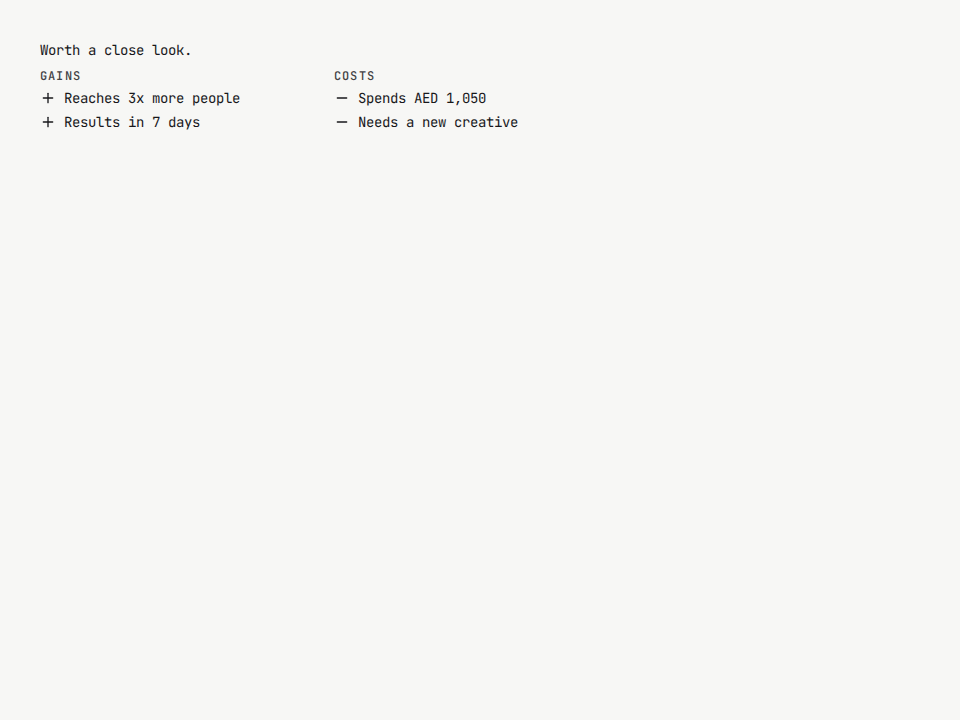 Worth a close look.
GAINS
+ Reaches 3x more people
+ Results in 7 days
COSTS
− Spends AED 1,050
− Needs a new creative